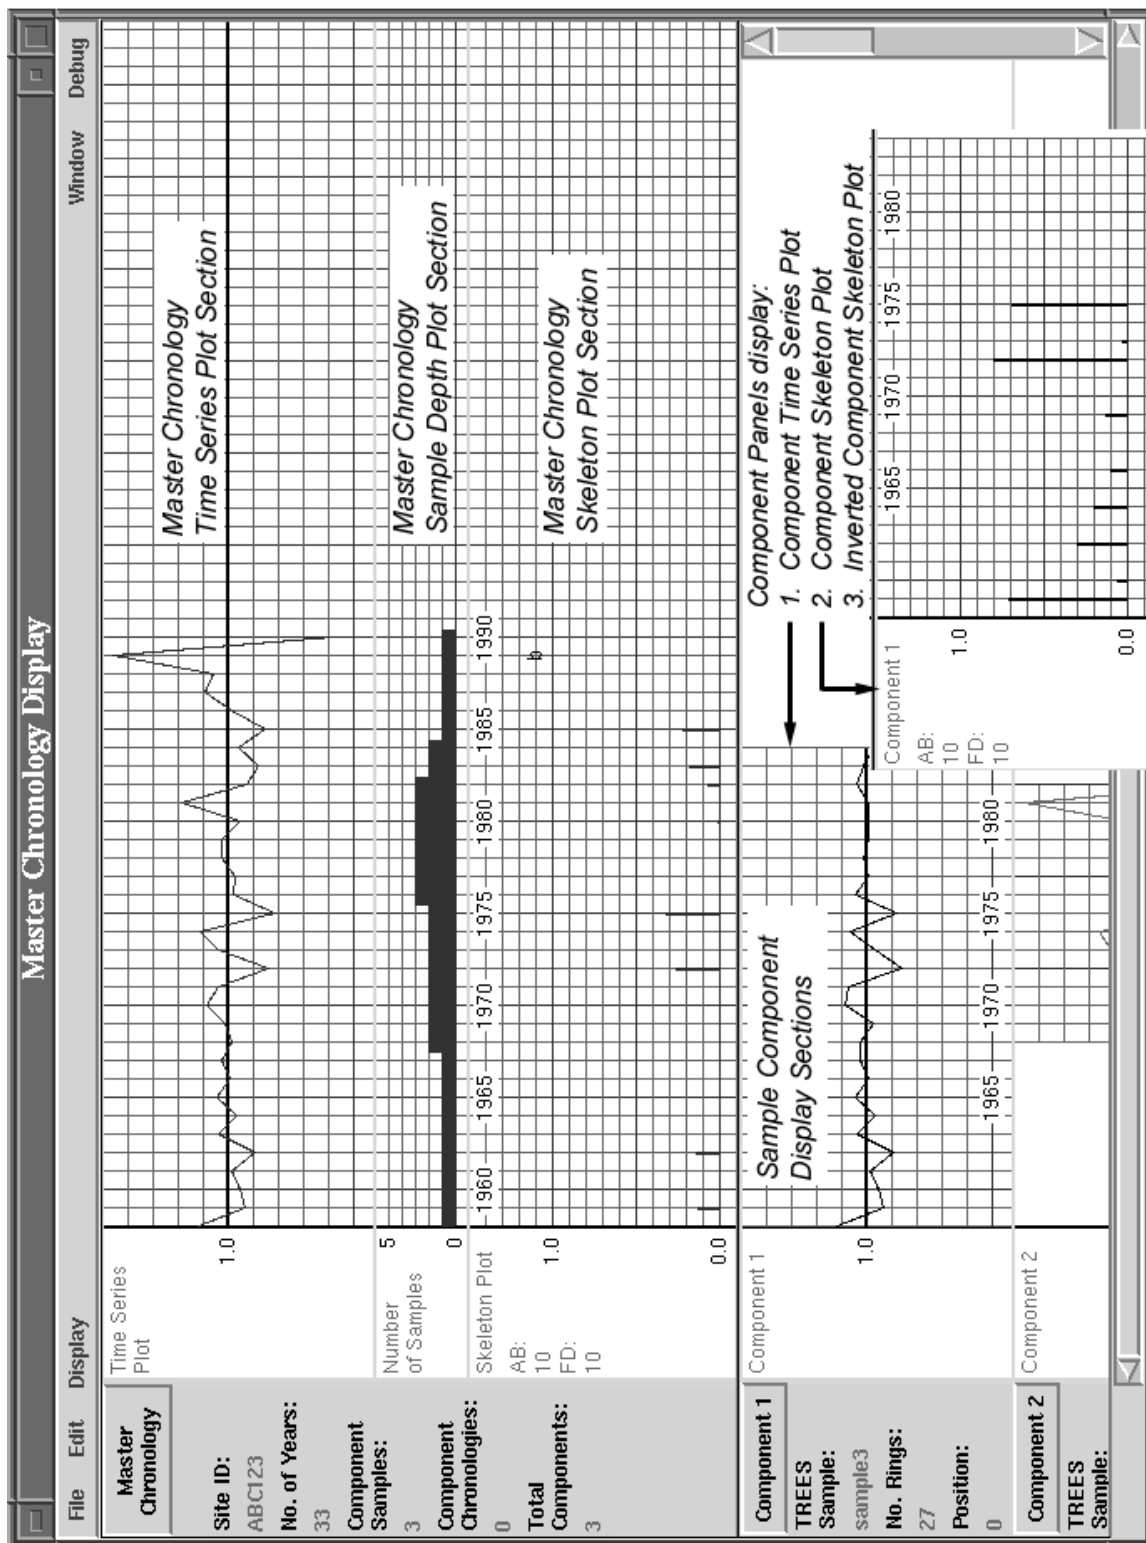 Master Chronology Display
File Edit Display Window Debug
Master
Chronology
Site ID:
ABC123
No. of Years:
33
Component
Samples:
3
Component
Chronologies:
0
Total
Components:
3
Time Series
Plot
1.0
Master Chronology
Time Series Plot Section
Number
of Samples
5
0
Master Chronology
Sample Depth Plot Section
Skeleton Plot
AB:
10
FD:
10
1.0
0.0
1960 1965 1970 1975 1980 1985 1990
b
Master Chronology
Skeleton Plot Section
Component 1
TREES
Sample:
sample3
No. Rings:
27
Position:
0
Component 1
1.0
Sample Component
Display Sections
1965 1970 1975 1980
Component Panels display:
1. Component Time Series Plot
2. Component Skeleton Plot
3. Inverted Component Skeleton Plot
Component 1
AB:
10
FD:
10
1.0
0.0
1965 1970 1975 1980
Component 2
TREES
Sample:
Component 2